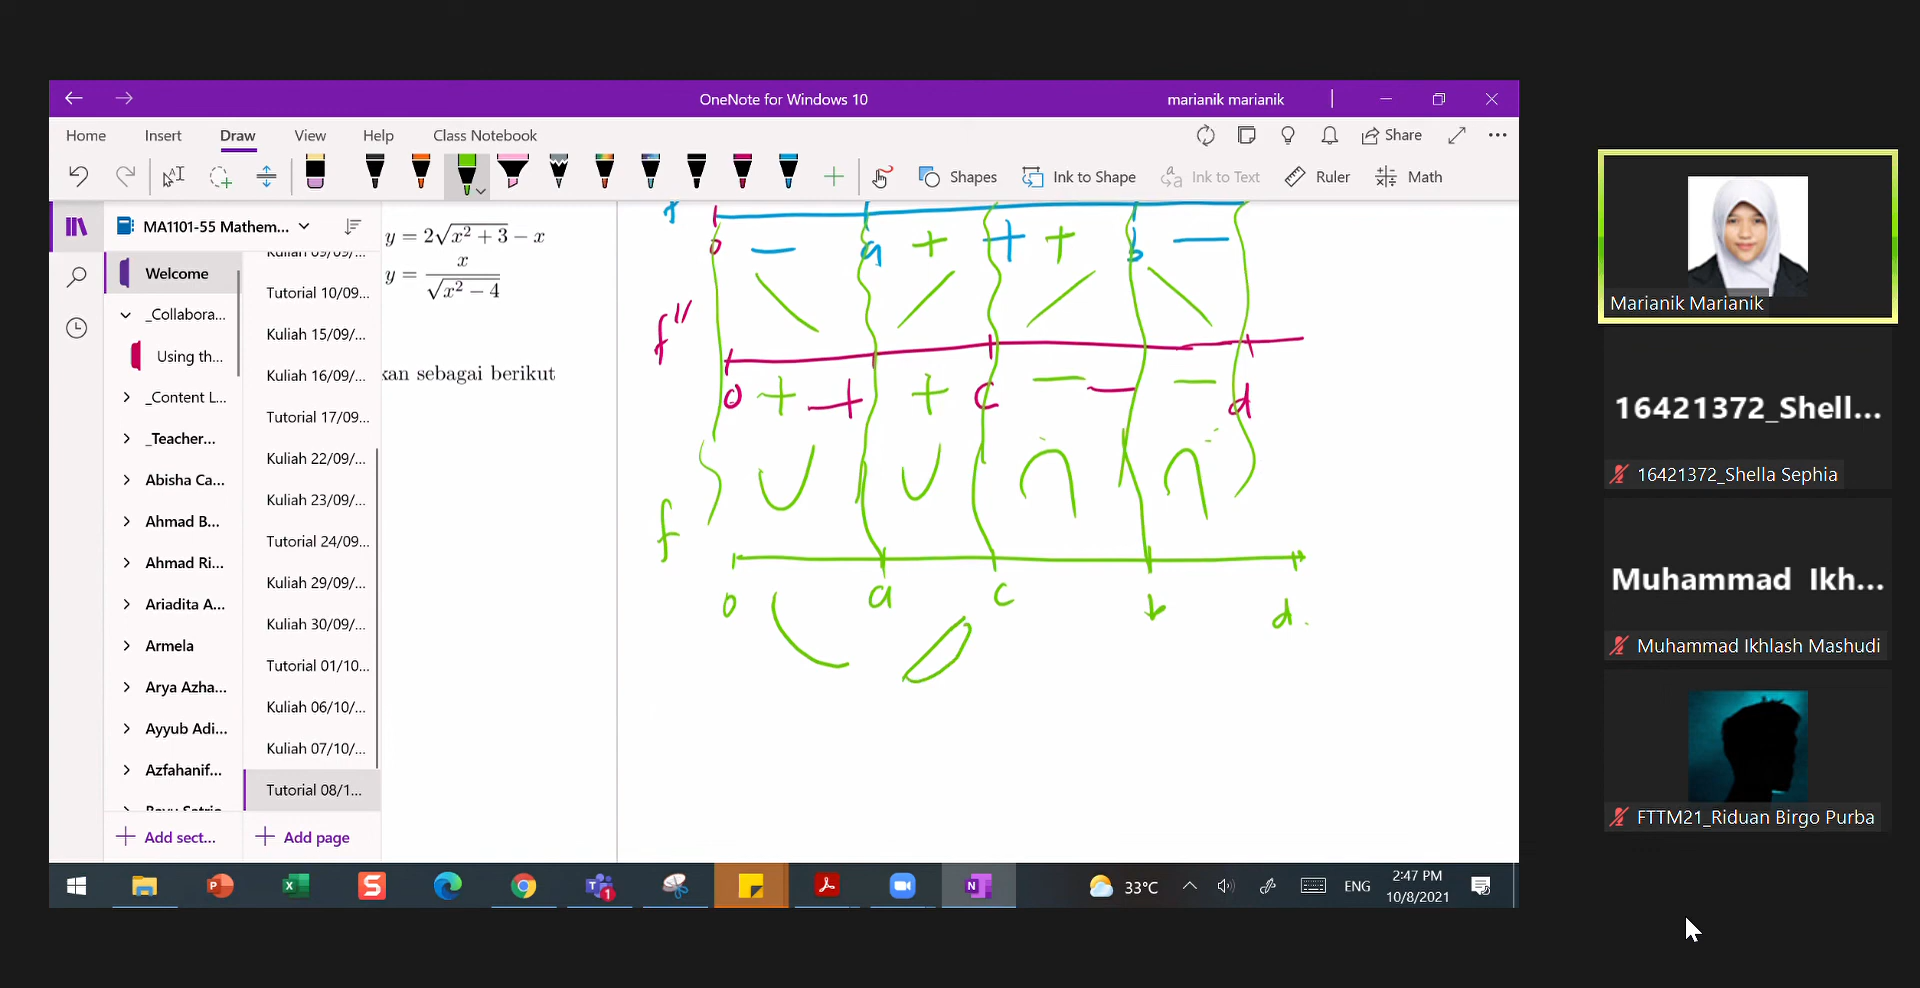 OneNote for Windows 10
marianik marianik
Home Insert Draw View Help Class Notebook
Share
Shapes Ink to Shape Ink to Text Ruler Math
MA1101-55 Mathem...
Welcome
_Collabora...
Using th...
_Content L...
_Teacher...
Abisha Ca...
Ahmad B...
Ahmad Ri...
Ariadita A...
Armela
Arya Azha...
Ayyub Adi...
Azfahanif...
Add sect...
Kuliah 09/09/...
Tutorial 10/09...
Kuliah 15/09/...
Kuliah 16/09/...
Tutorial 17/09...
Kuliah 22/09/...
Kuliah 23/09/...
Tutorial 24/09...
Kuliah 29/09/...
Kuliah 30/09/...
Tutorial 01/10...
Kuliah 06/10/...
Kuliah 07/10/...
Tutorial 08/1...
Add page
y = 2√(x² + 3) − x
y = x/√(x² − 4)
kan sebagai berikut
0 − a + + + b −
f''
0 + + + c − − − d
f
0 a c b d.
Marianik Marianik
16421372_Shell...
16421372_Shella Sephia
Muhammad Ikh...
Muhammad Ikhlash Mashudi
FTTM21_Riduan Birgo Purba
33°C
ENG
2:47 PM
10/8/2021